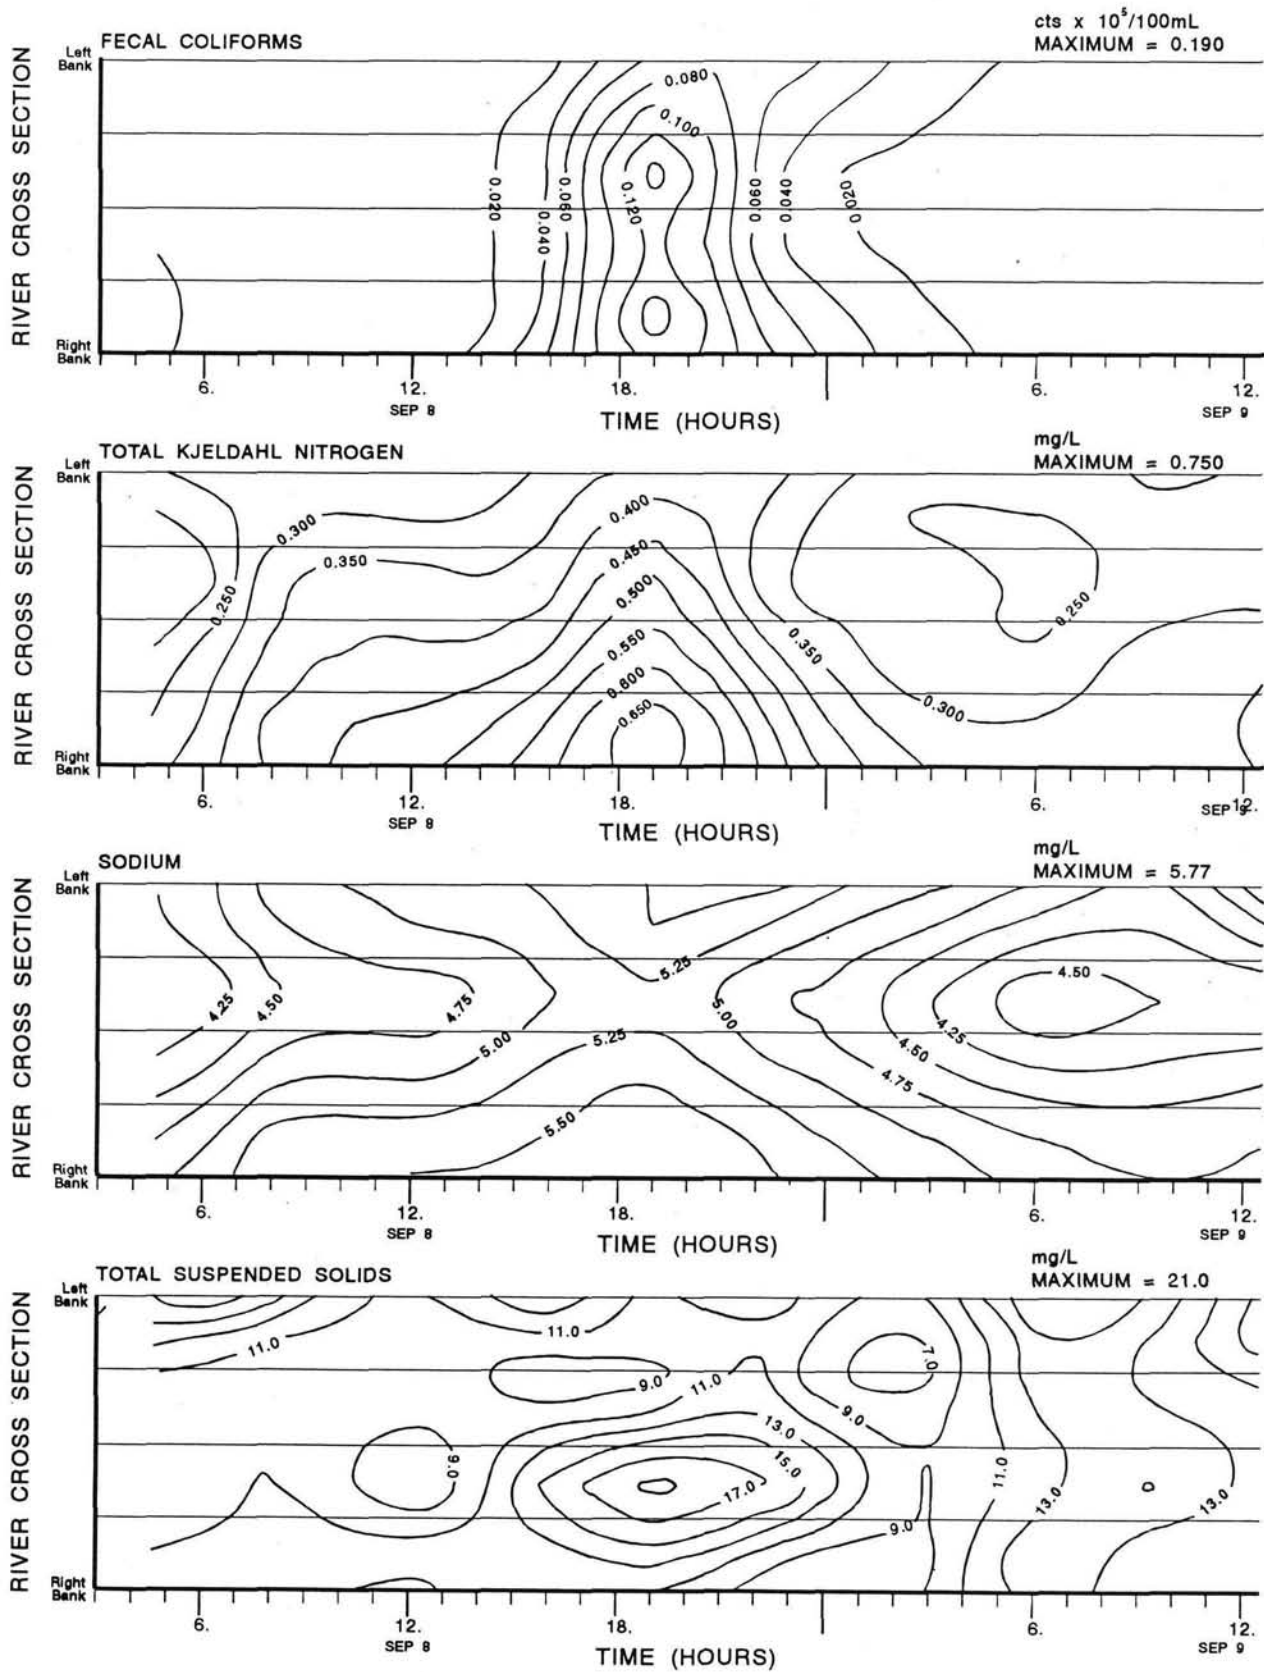 cts x 10⁵/100mL
FECAL COLIFORMS
MAXIMUM = 0.190
RIVER CROSS SECTION
Left
Bank
0.080
0.100
0.020
0.040
0.060
0.120
0.060
0.040
0.020
Right
Bank
6. 12. 18. 6. 12.
SEP 8 SEP 9
TIME (HOURS)
mg/L
TOTAL KJELDAHL NITROGEN
MAXIMUM = 0.750
RIVER CROSS SECTION
Left
Bank
0.300
0.350
0.250
0.400
0.450
0.500
0.550
0.600
0.650
0.350
0.250
0.300
Right
Bank
6. 12. 18. 6. 12.
SEP 8 SEP 9
TIME (HOURS)
mg/L
SODIUM
MAXIMUM = 5.77
RIVER CROSS SECTION
Left
Bank
4.25
4.50
4.75
5.00
5.25
5.25
5.50
5.00
4.50
4.25
4.50
4.75
Right
Bank
6. 12. 18. 6. 12.
SEP 8 SEP 9
TIME (HOURS)
mg/L
TOTAL SUSPENDED SOLIDS
MAXIMUM = 21.0
RIVER CROSS SECTION
Left
Bank
11.0
11.0
9.0
11.0
7.0
9.0
13.0
9.0
15.0
17.0
9.0
11.0
13.0
13.0
Right
Bank
6. 12. 18. 6. 12.
SEP 8 SEP 9
TIME (HOURS)